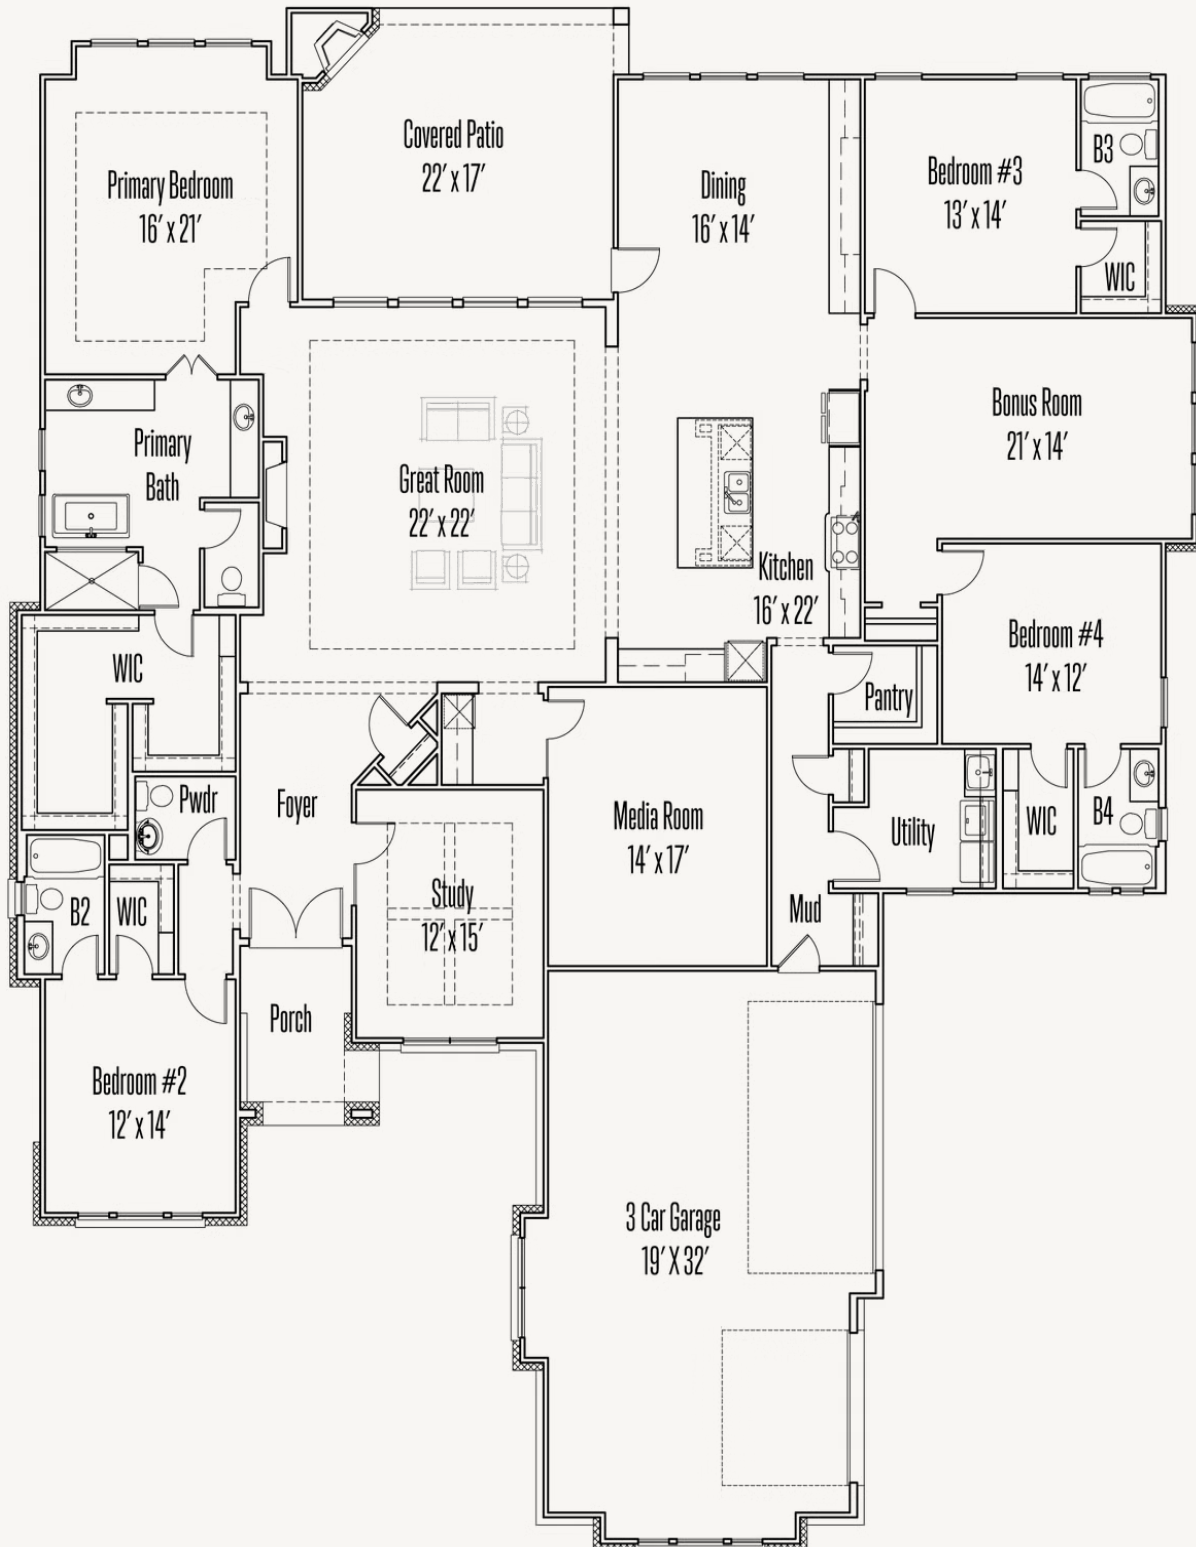 Covered Patio
22' x 17'
Primary Bedroom
16' x 21'
Dining
16' x 14'
Bedroom #3
13' x 14'
B3
WIC
Primary
Bath
Great Room
22' x 22'
Bonus Room
21' x 14'
Kitchen
16' x 22'
WIC
Bedroom #4
14' x 12'
Pantry
Pwdr
Foyer
Media Room
14' x 17'
Utility
WIC
B4
B2
WIC
Study
12' x 15'
Mud
Porch
Bedroom #2
12' x 14'
3 Car Garage
19' X 32'